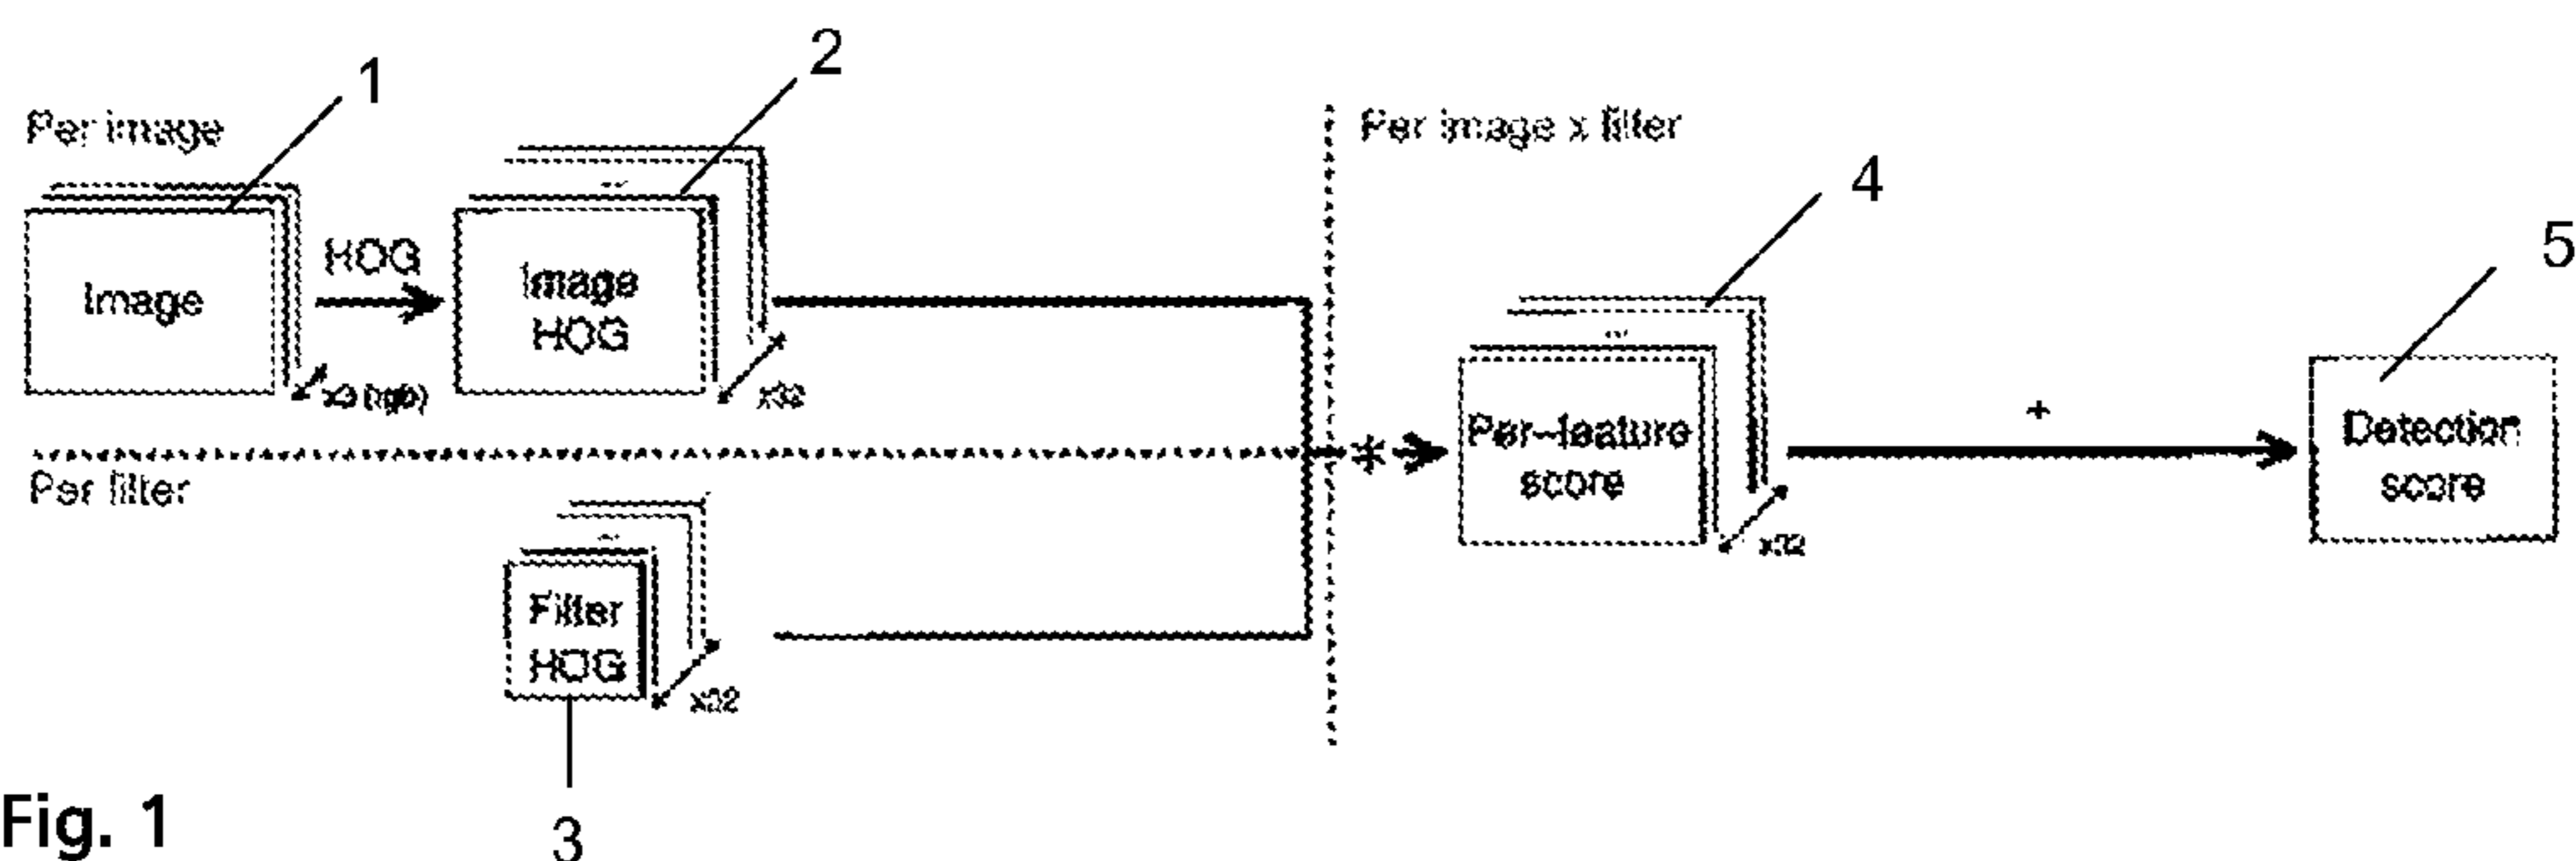 1
2
Per image
Per image x filter
4
5
HOG
Image
Image
HOG
x3 (rgb)
x32
+
*
Per-feature
score
Detection
score
x32
Per filter
Filter
HOG
x32
Fig. 1
3